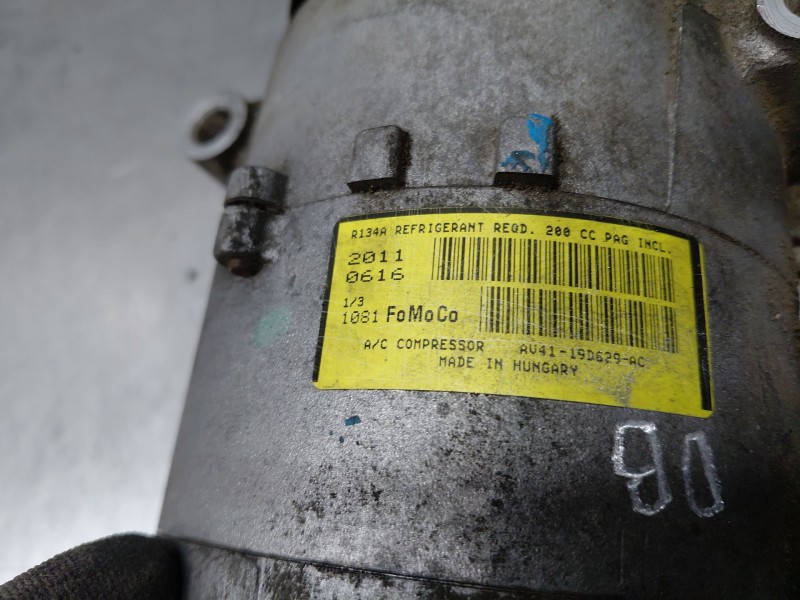 R134A REFRIGERANT REQD. 200 CC PAG INCL.
2011
0616
1/3
1081 FoMoCo
A/C COMPRESSOR AV41-19D629-AC
MADE IN HUNGARY
90